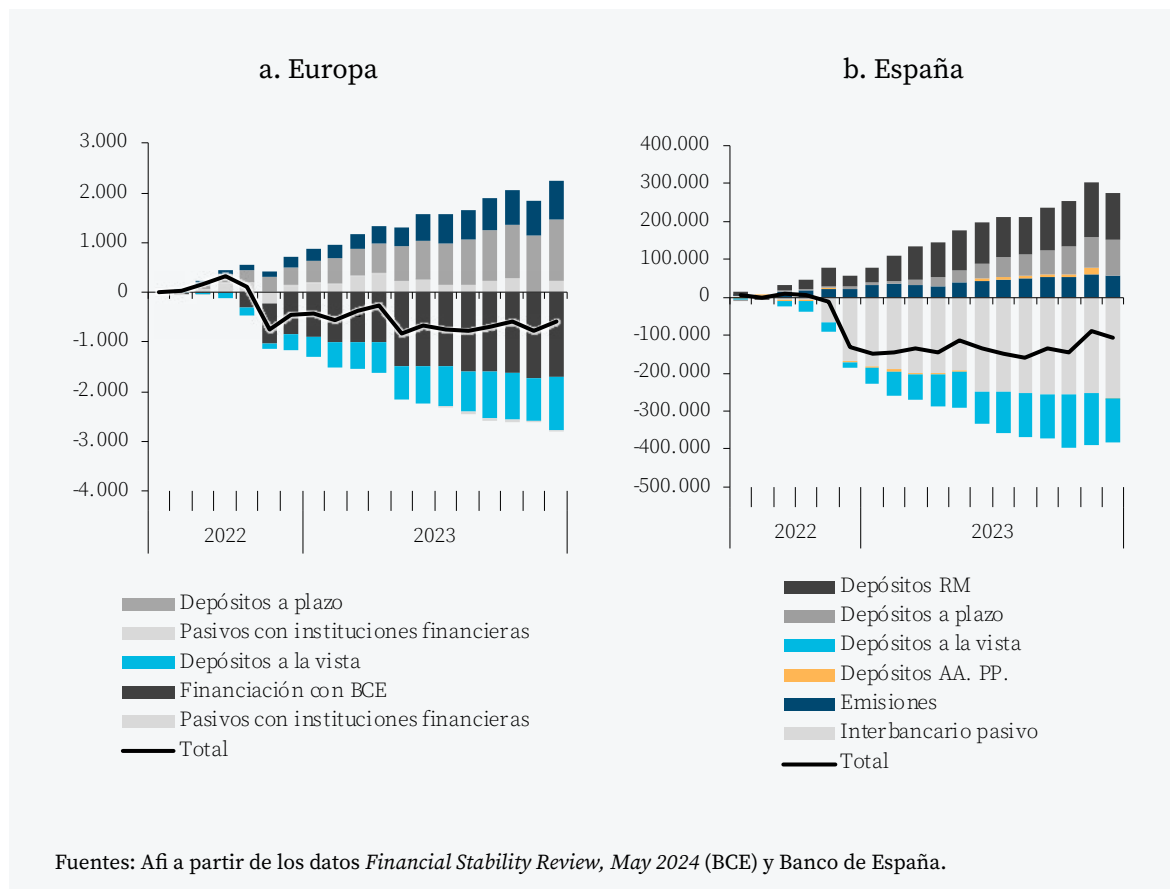 a. Europa
3.000
2.000
1.000
0
-1.000
-2.000
-3.000
-4.000
2022
2023
Depósitos a plazo
Pasivos con instituciones financieras
Depósitos a la vista
Financiación con BCE
Pasivos con instituciones financieras
Total
b. España
400.000
300.000
200.000
100.000
0
-100.000
-200.000
-300.000
-400.000
-500.000
2022
2023
Depósitos RM
Depósitos a plazo
Depósitos a la vista
Depósitos AA. PP.
Emisiones
Interbancario pasivo
Total
Fuentes: Afi a partir de los datos Financial Stability Review, May 2024 (BCE) y Banco de España.